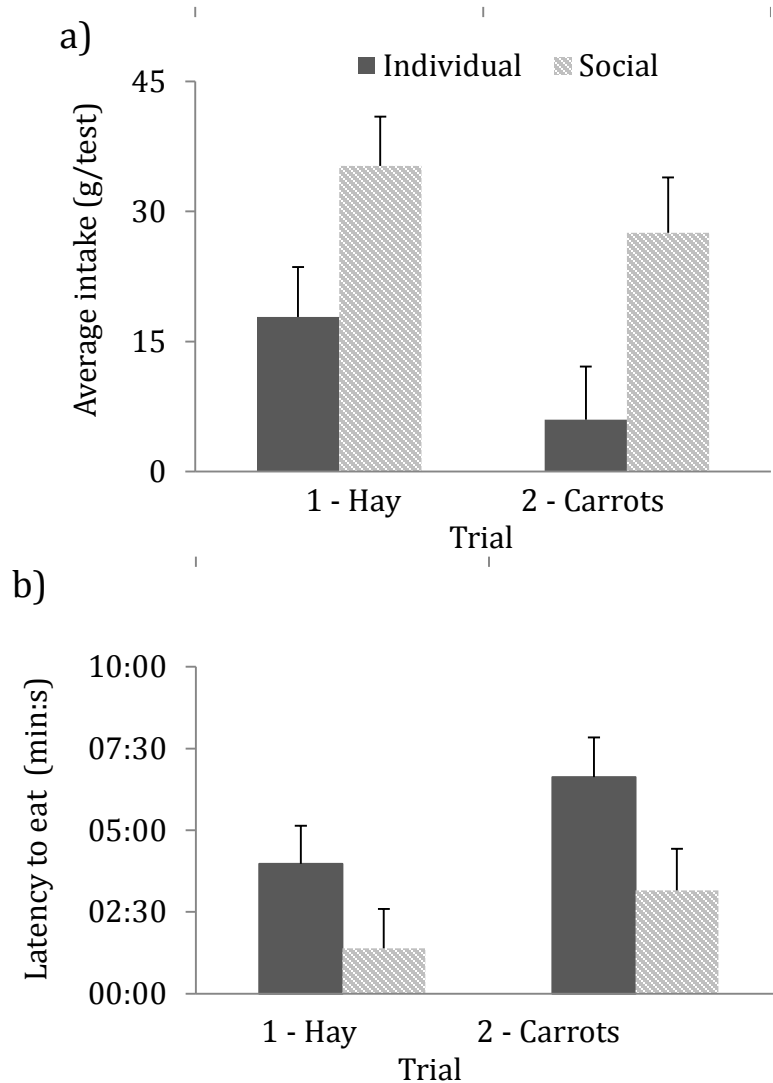 a)
Individual Social
Average intake (g/test)
45
30
15
0
1 - Hay 2 - Carrots
Trial
b)
Latency to eat (min:s)
10:00
07:30
05:00
02:30
00:00
1 - Hay 2 - Carrots
Trial